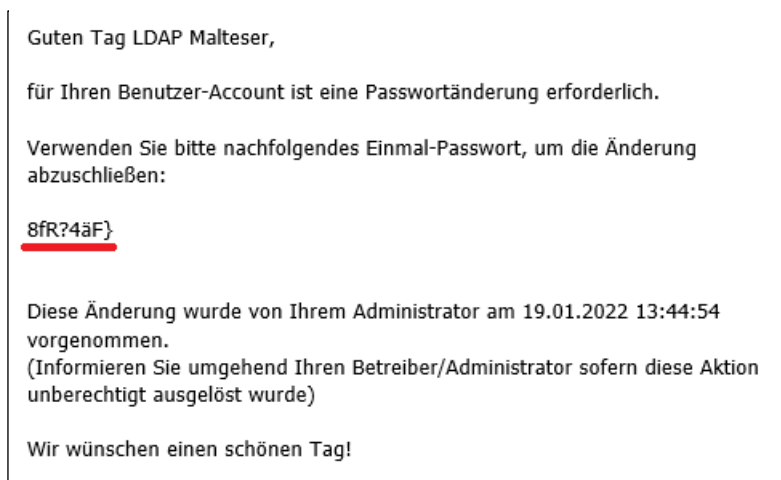 Guten Tag LDAP Malteser,
für Ihren Benutzer-Account ist eine Passwortänderung erforderlich.
Verwenden Sie bitte nachfolgendes Einmal-Passwort, um die Änderung
abzuschließen:
8fR?4äF}
Diese Änderung wurde von Ihrem Administrator am 19.01.2022 13:44:54
vorgenommen.
(Informieren Sie umgehend Ihren Betreiber/Administrator sofern diese Aktion
unberechtigt ausgelöst wurde)
Wir wünschen einen schönen Tag!